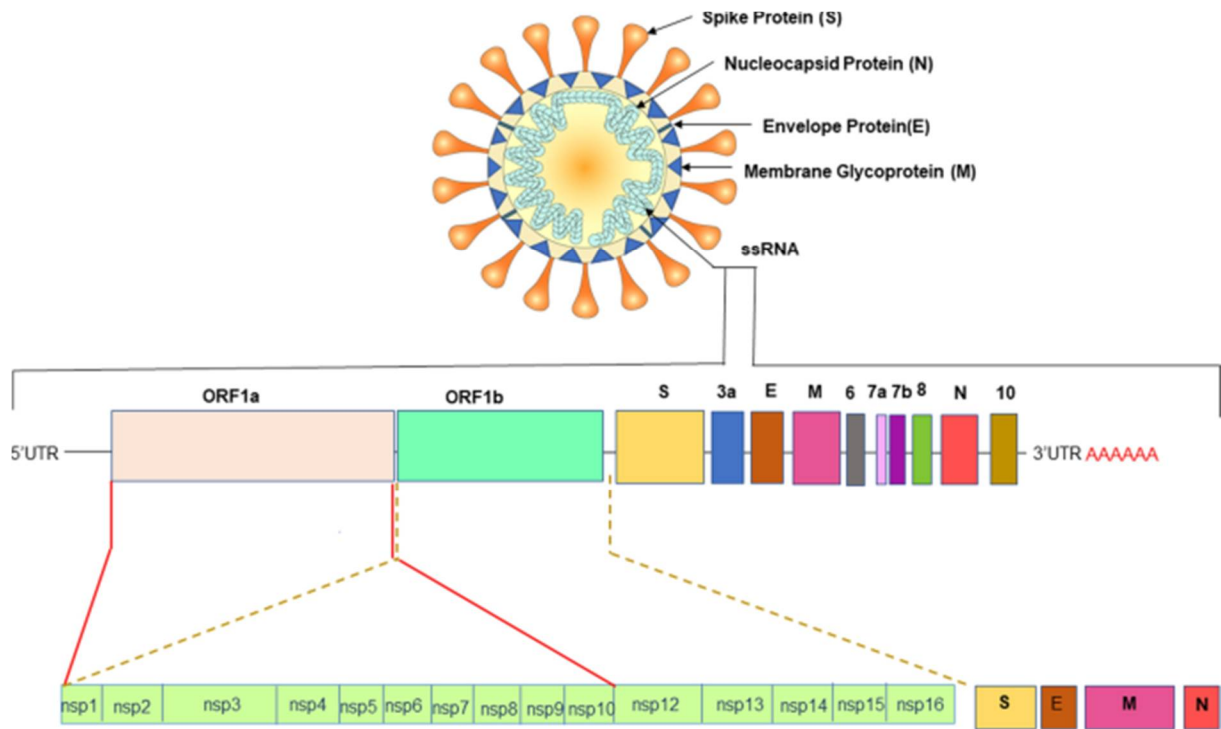 Spike Protein (S)
Nucleocapsid Protein (N)
Envelope Protein(E)
Membrane Glycoprotein (M)
ssRNA
ORF1a ORF1b S 3a E M 6 7a 7b 8 N 10
5'UTR 3'UTR AAAAAA
nsp1 nsp2 nsp3 nsp4 nsp5 nsp6 nsp7 nsp8 nsp9 nsp10 nsp12 nsp13 nsp14 nsp15 nsp16 S E M N